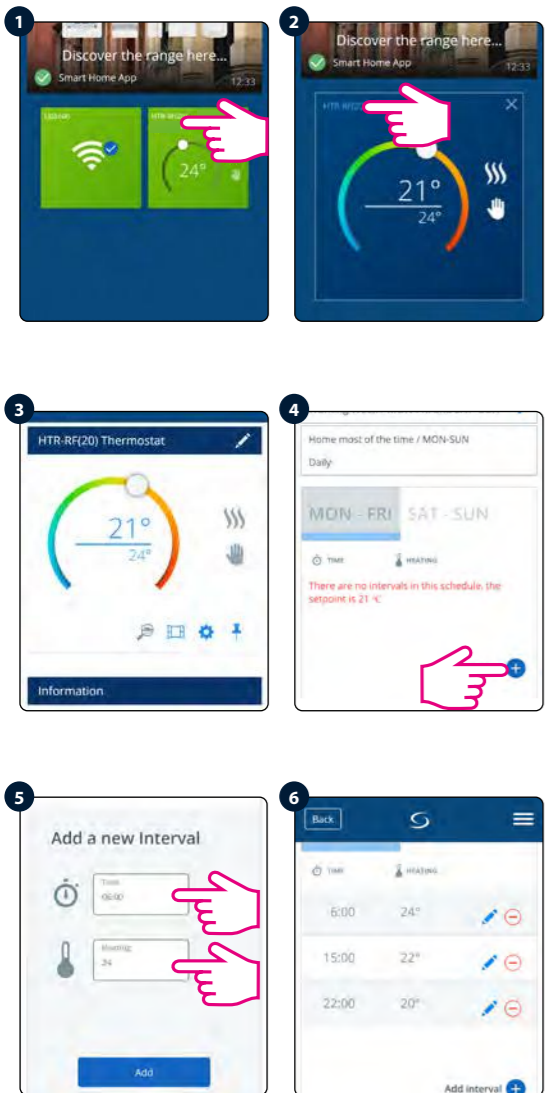 1
Discover the range here...
Smart Home App
12:33
24°
2
Discover the range here...
Smart Home App
12:33
21°
24°
3
HTR-RF(20) Thermostat
21°
24°
Information
4
Home most of the time / MON-SUN
Daily
MON - FRI SAT - SUN
TIME HEATING
There are no intervals in this schedule, the
setpoint is 21 °C
5
Add a new Interval
Time
06:00
Heating
24
Add
6
Back
TIME HEATING
6:00 24°
15:00 22°
22:00 20°
Add interval